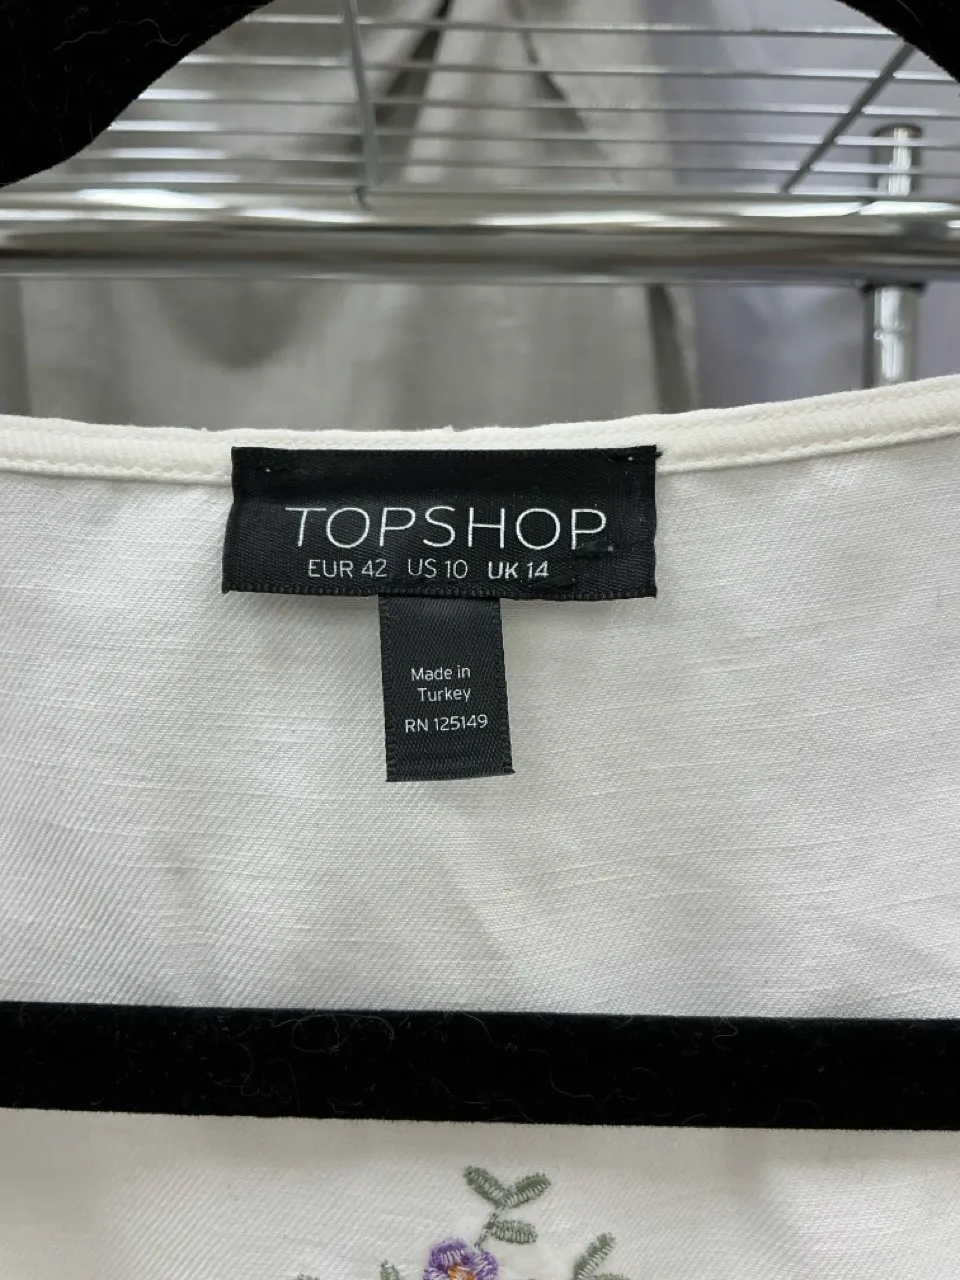 TOPSHOP
EUR 42 US 10 UK 14
Made in
Turkey
RN 125149